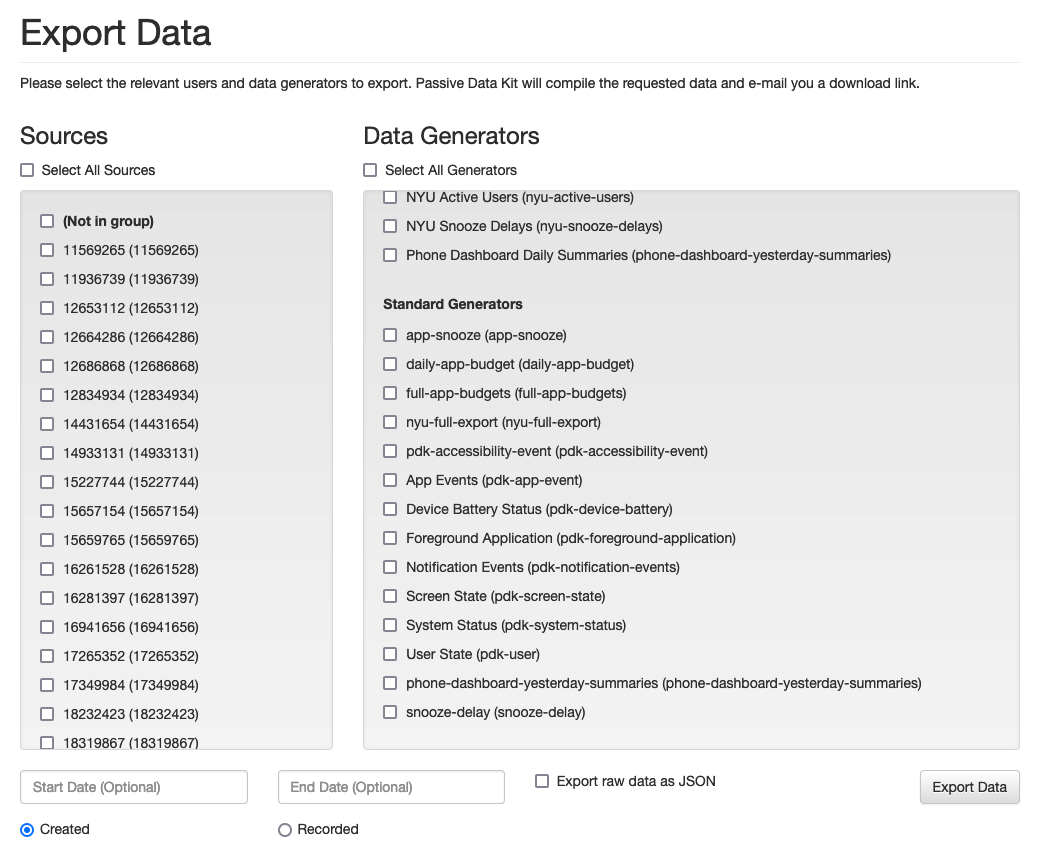 Export Data
Please select the relevant users and data generators to export. Passive Data Kit will compile the requested data and e-mail you a download link.
Sources
Select All Sources
(Not in group)
11569265 (11569265)
11936739 (11936739)
12653112 (12653112)
12664286 (12664286)
12686868 (12686868)
12834934 (12834934)
14431654 (14431654)
14933131 (14933131)
15227744 (15227744)
15657154 (15657154)
15659765 (15659765)
16261528 (16261528)
16281397 (16281397)
16941656 (16941656)
17265352 (17265352)
17349984 (17349984)
18232423 (18232423)
18319867 (18319867)
Data Generators
Select All Generators
NYU Active Users (nyu-active-users)
NYU Snooze Delays (nyu-snooze-delays)
Phone Dashboard Daily Summaries (phone-dashboard-yesterday-summaries)
Standard Generators
app-snooze (app-snooze)
daily-app-budget (daily-app-budget)
full-app-budgets (full-app-budgets)
nyu-full-export (nyu-full-export)
pdk-accessibility-event (pdk-accessibility-event)
App Events (pdk-app-event)
Device Battery Status (pdk-device-battery)
Foreground Application (pdk-foreground-application)
Notification Events (pdk-notification-events)
Screen State (pdk-screen-state)
System Status (pdk-system-status)
User State (pdk-user)
phone-dashboard-yesterday-summaries (phone-dashboard-yesterday-summaries)
snooze-delay (snooze-delay)
Start Date (Optional)
End Date (Optional)
Export raw data as JSON
Export Data
Created
Recorded